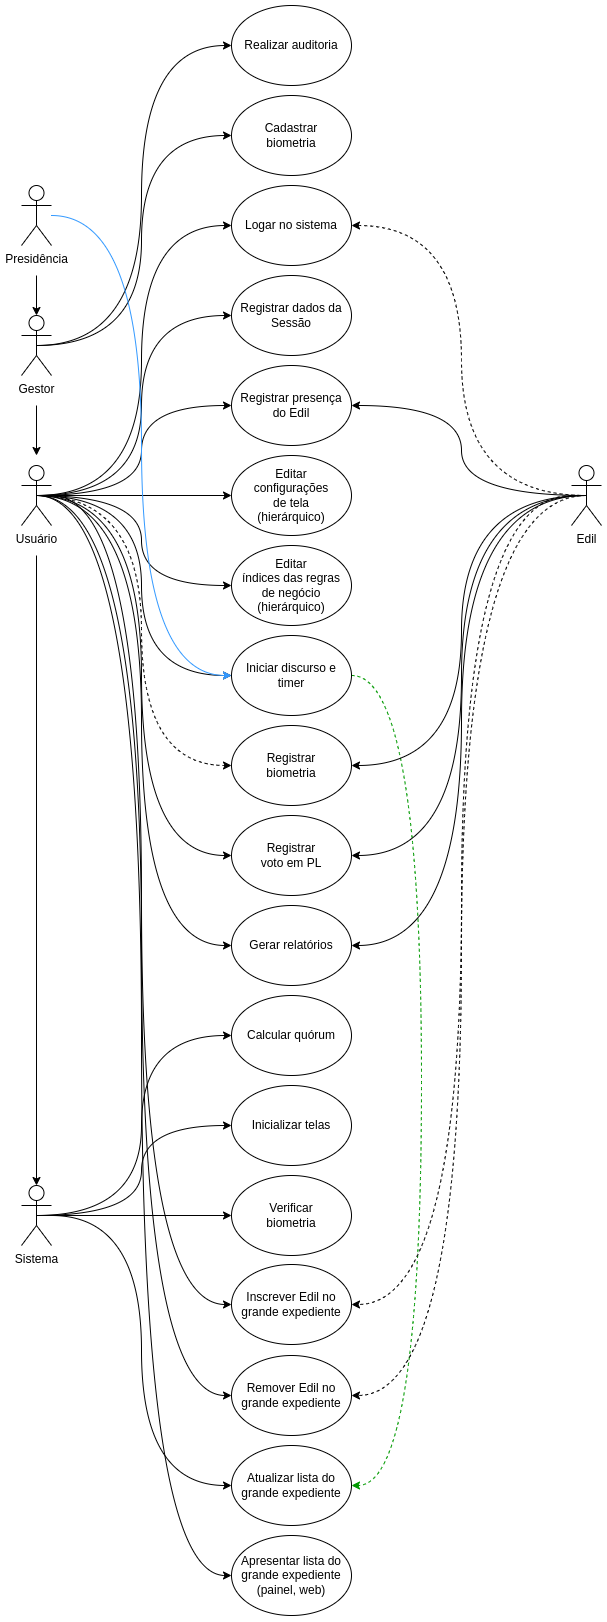 Realizar auditoria
Cadastrar
biometria
Presidência
Logar no sistema
Registrar dados da
Sessão
Gestor
Registrar presença
do Edil
Editar
configurações
de tela
(hierárquico)
Usuário
Edil
Editar
índices das regras
de negócio
(hierárquico)
Iniciar discurso e
timer
Registrar
biometria
Registrar
voto em PL
Gerar relatórios
Calcular quórum
Inicializar telas
Verificar
biometria
Sistema
Inscrever Edil no
grande expediente
Remover Edil no
grande expediente
Atualizar lista do
grande expediente
Apresentar lista do
grande expediente
(painel, web)